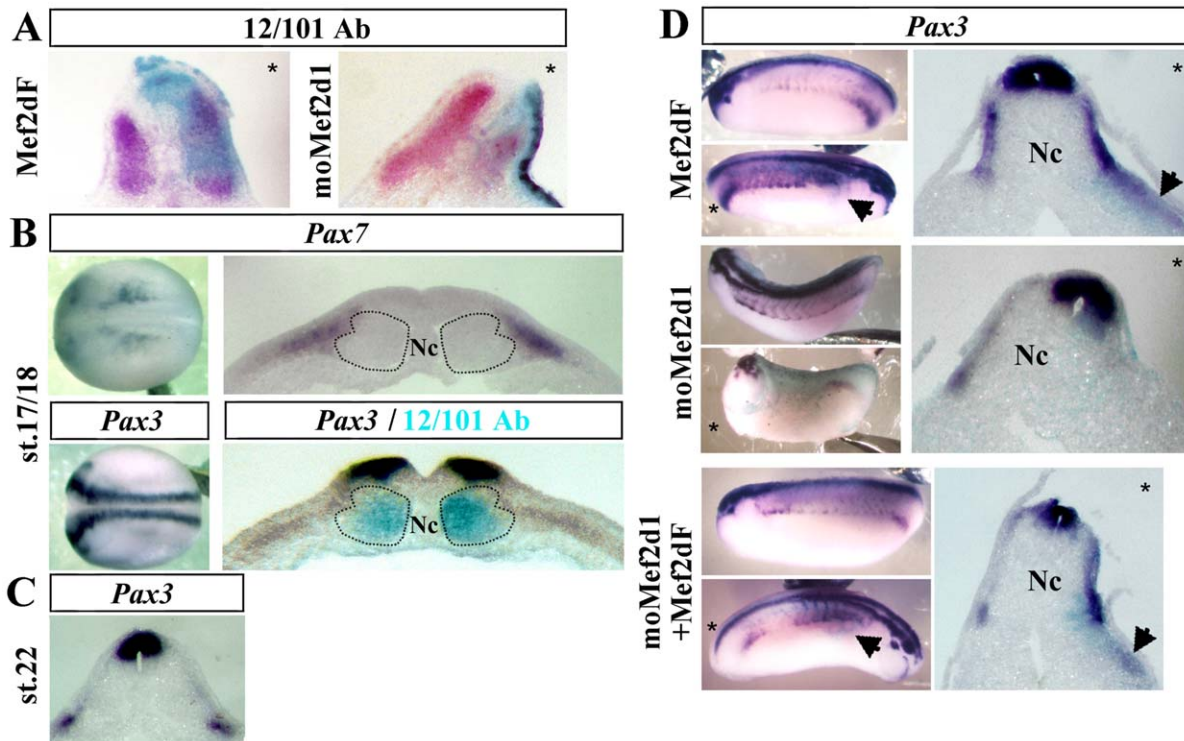 A
12/101 Ab
Mef2dF
*
moMef2d1
*
B
Pax7
st.17/18
Nc
Pax3
Pax3 / 12/101 Ab
Nc
C
Pax3
st.22
D
Pax3
Mef2dF
*
Nc
*
moMef2d1
*
Nc
*
moMef2d1
+Mef2dF
*
Nc
*